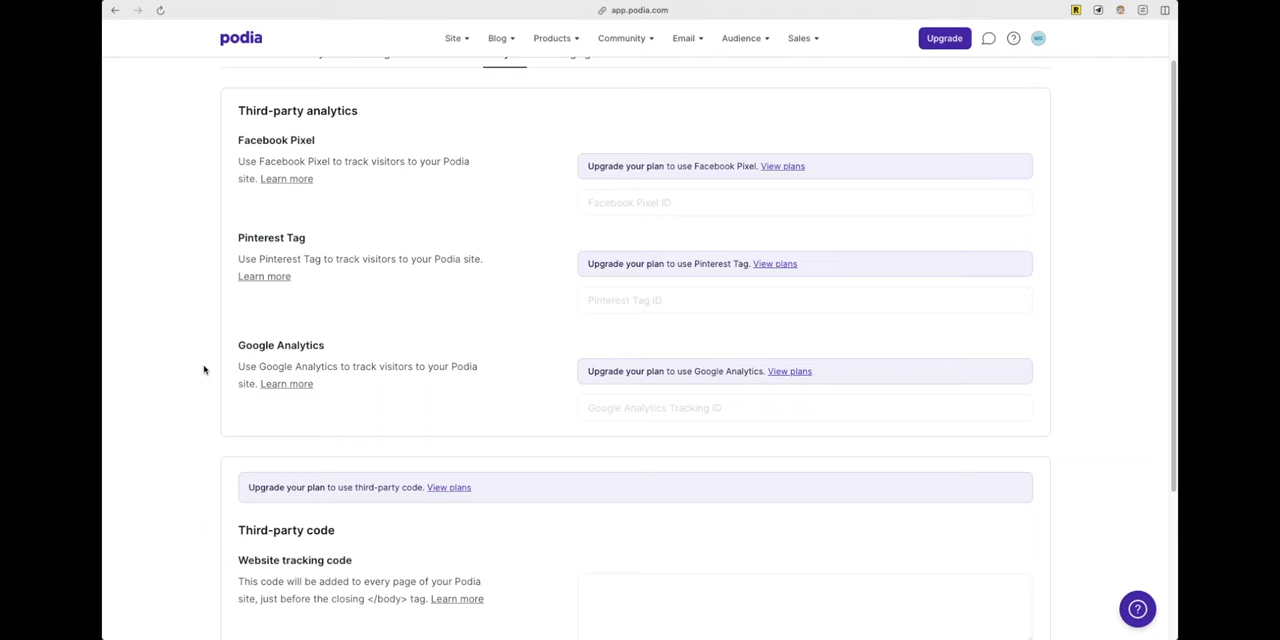 app.podia.com
podia
Site Blog Products Community Email Audience Sales Upgrade MD
Third-party analytics
Facebook Pixel
Use Facebook Pixel to track visitors to your Podia
site. Learn more
Upgrade your plan to use Facebook Pixel. View plans
Facebook Pixel ID
Pinterest Tag
Use Pinterest Tag to track visitors to your Podia site.
Learn more
Upgrade your plan to use Pinterest Tag. View plans
Pinterest Tag ID
Google Analytics
Use Google Analytics to track visitors to your Podia
site. Learn more
Upgrade your plan to use Google Analytics. View plans
Google Analytics Tracking ID
Upgrade your plan to use third-party code. View plans
Third-party code
Website tracking code
This code will be added to every page of your Podia
site, just before the closing </body> tag. Learn more